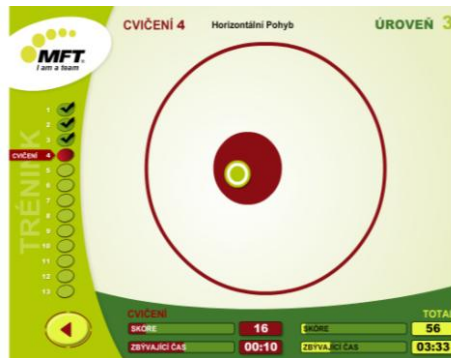 CVIČENÍ 4 Horizontální Pohyb ÚROVEŇ 3
MFT
I am a team
TRÉNINK
1
2
3
CVIČENÍ 4
5
6
7
8
9
10
11
12
13
CVIČENÍ TOTAL
SKÓRE 16 SKÓRE 56
ZBÝVAJÍCÍ ČAS 00:10 ZBÝVAJÍCÍ ČAS 03:33